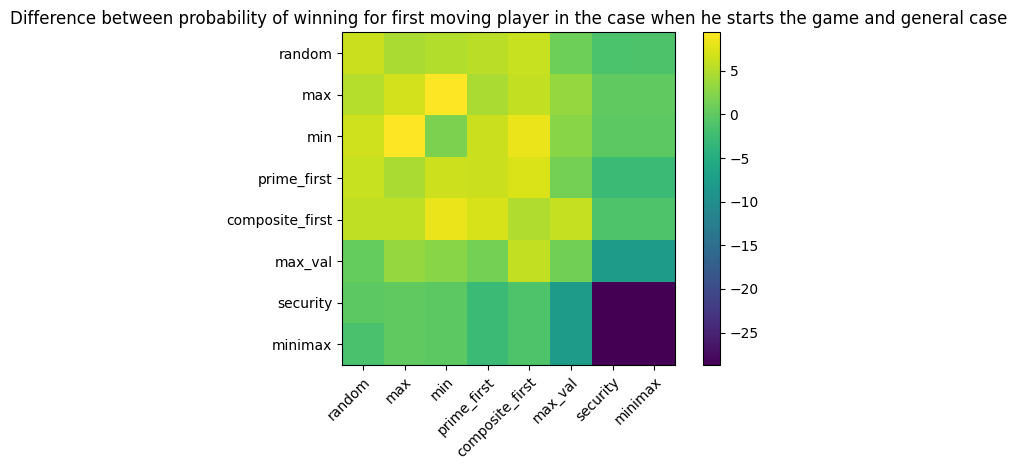 Difference between probability of winning for first moving player in the case when he starts the game and general case
random
max
min
prime_first
composite_first
max_val
security
minimax
random
max
min
prime_first
composite_first
max_val
security
minimax
5
0
−5
−10
−15
−20
−25